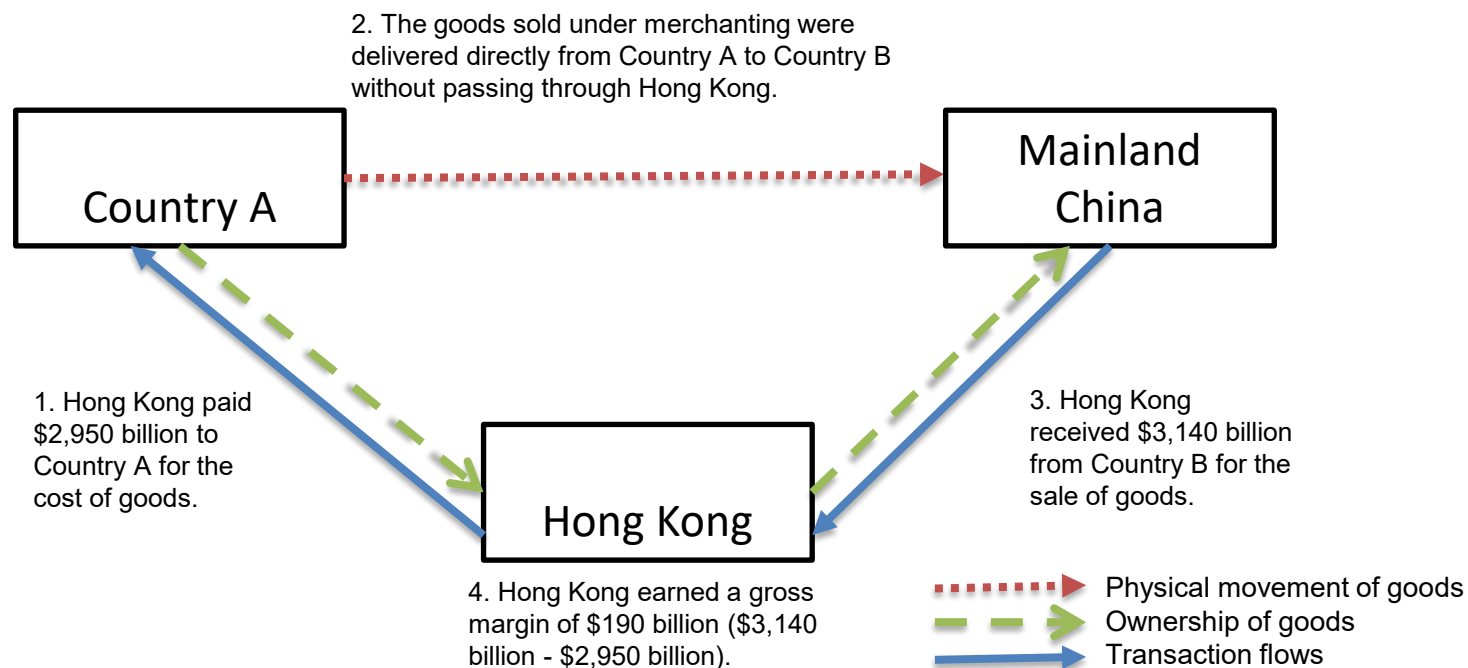 2. The goods sold under merchanting were
delivered directly from Country A to Country B
without passing through Hong Kong.
Country A
Mainland
China
1. Hong Kong paid
$2,950 billion to
Country A for the
cost of goods.
3. Hong Kong
received $3,140 billion
from Country B for the
sale of goods.
Hong Kong
4. Hong Kong earned a gross
margin of $190 billion ($3,140
billion - $2,950 billion).
Physical movement of goods
Ownership of goods
Transaction flows